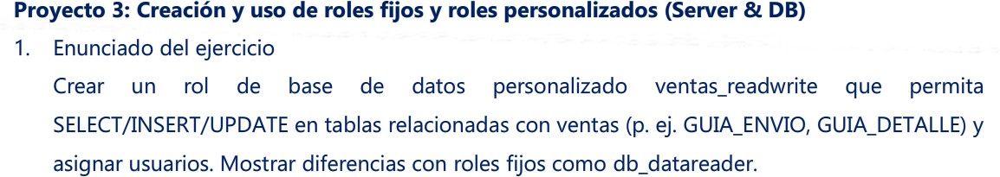 Proyecto 3: Creación y uso de roles fijos y roles personalizados (Server & DB)
1. Enunciado del ejercicio
Crear un rol de base de datos personalizado ventas_readwrite que permita
SELECT/INSERT/UPDATE en tablas relacionadas con ventas (p. ej. GUIA_ENVIO, GUIA_DETALLE) y
asignar usuarios. Mostrar diferencias con roles fijos como db_datareader.